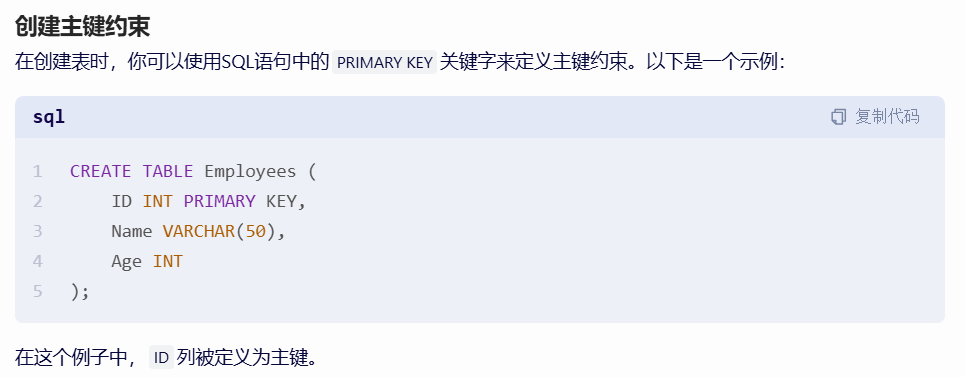 创建主键约束
在创建表时，你可以使用SQL语句中的 PRIMARY KEY 关键字来定义主键约束。以下是一个示例：
sql 复制代码
1 CREATE TABLE Employees (
2     ID INT PRIMARY KEY,
3     Name VARCHAR(50),
4     Age INT
5 );
在这个例子中， ID 列被定义为主键。